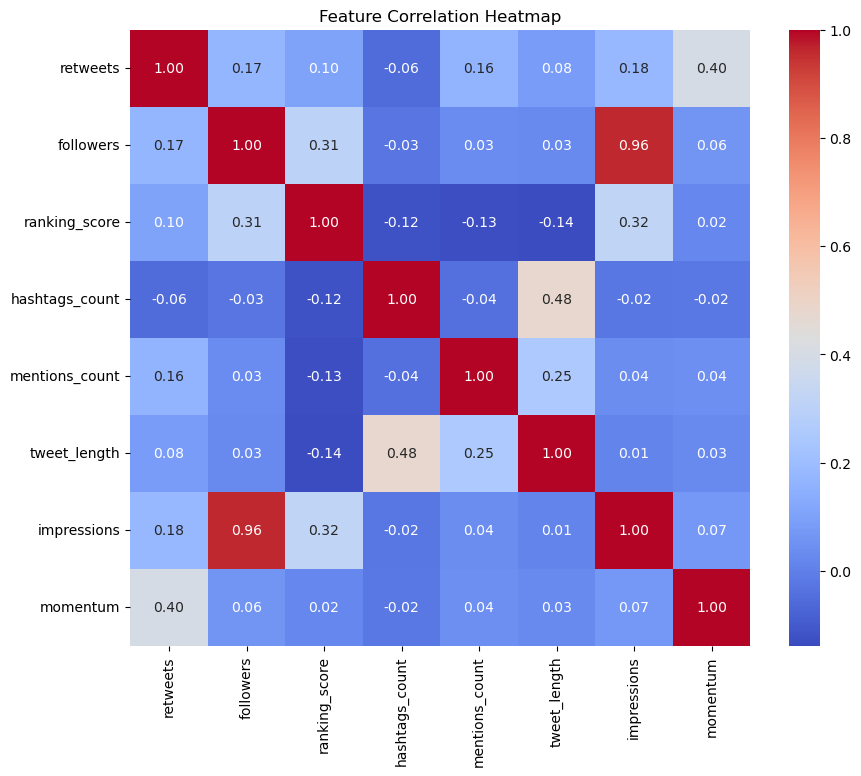 Feature Correlation Heatmap
retweets 1.00 0.17 0.10 -0.06 0.16 0.08 0.18 0.40
followers 0.17 1.00 0.31 -0.03 0.03 0.03 0.96 0.06
ranking_score 0.10 0.31 1.00 -0.12 -0.13 -0.14 0.32 0.02
hashtags_count -0.06 -0.03 -0.12 1.00 -0.04 0.48 -0.02 -0.02
mentions_count 0.16 0.03 -0.13 -0.04 1.00 0.25 0.04 0.04
tweet_length 0.08 0.03 -0.14 0.48 0.25 1.00 0.01 0.03
impressions 0.18 0.96 0.32 -0.02 0.04 0.01 1.00 0.07
momentum 0.40 0.06 0.02 -0.02 0.04 0.03 0.07 1.00
retweets
followers
ranking_score
hashtags_count
mentions_count
tweet_length
impressions
momentum
1.0
0.8
0.6
0.4
0.2
0.0